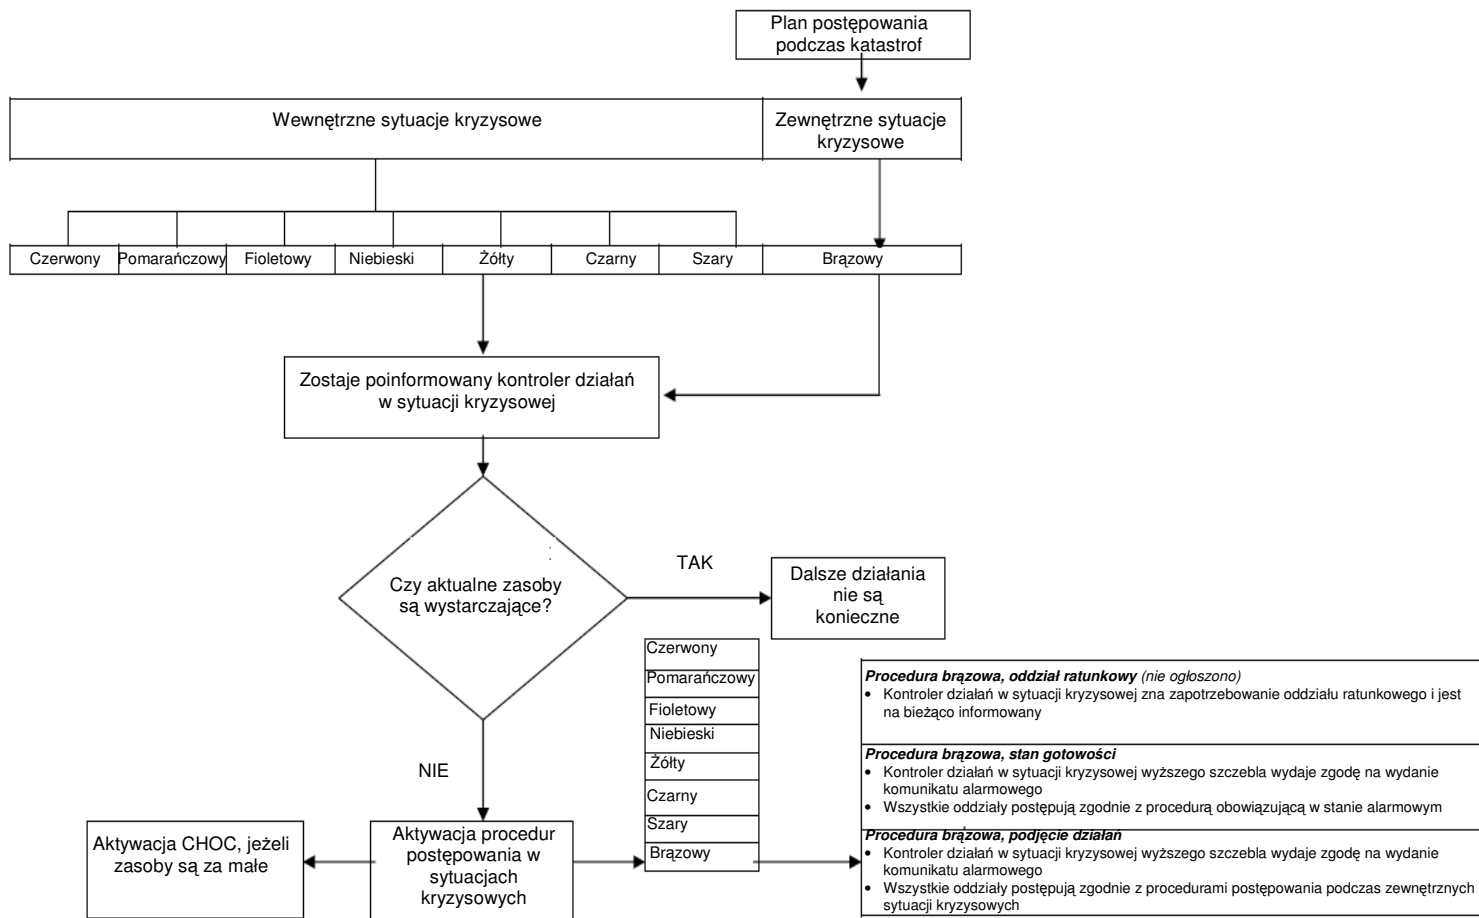 Plan postępowania
podczas katastrof
Wewnętrzne sytuacje kryzysowe
Zewnętrzne sytuacje
kryzysowe
Czerwony
Pomarańczowy
Fioletowy
Niebieski
Żółty
Czarny
Szary
Brązowy
Zostaje poinformowany kontroler działań
w sytuacji kryzysowej
Czy aktualne zasoby
są wystarczające?
TAK
Dalsze działania
nie są
konieczne
NIE
Aktywacja CHOC, jeżeli
zasoby są za małe
Aktywacja procedur
postępowania w
sytuacjach
kryzysowych
Czerwony
Pomarańczowy
Fioletowy
Niebieski
Żółty
Czarny
Szary
Brązowy
Procedura brązowa, oddział ratunkowy (nie ogłoszono)
• Kontroler działań w sytuacji kryzysowej zna zapotrzebowanie oddziału ratunkowego i jest
na bieżąco informowany
Procedura brązowa, stan gotowości
• Kontroler działań w sytuacji kryzysowej wyższego szczebla wydaje zgodę na wydanie
komunikatu alarmowego
• Wszystkie oddziały postępują zgodnie z procedurą obowiązującą w stanie alarmowym
Procedura brązowa, podjęcie działań
• Kontroler działań w sytuacji kryzysowej wyższego szczebla wydaje zgodę na wydanie
komunikatu alarmowego
• Wszystkie oddziały postępują zgodnie z procedurami postępowania podczas zewnętrznych
sytuacji kryzysowych